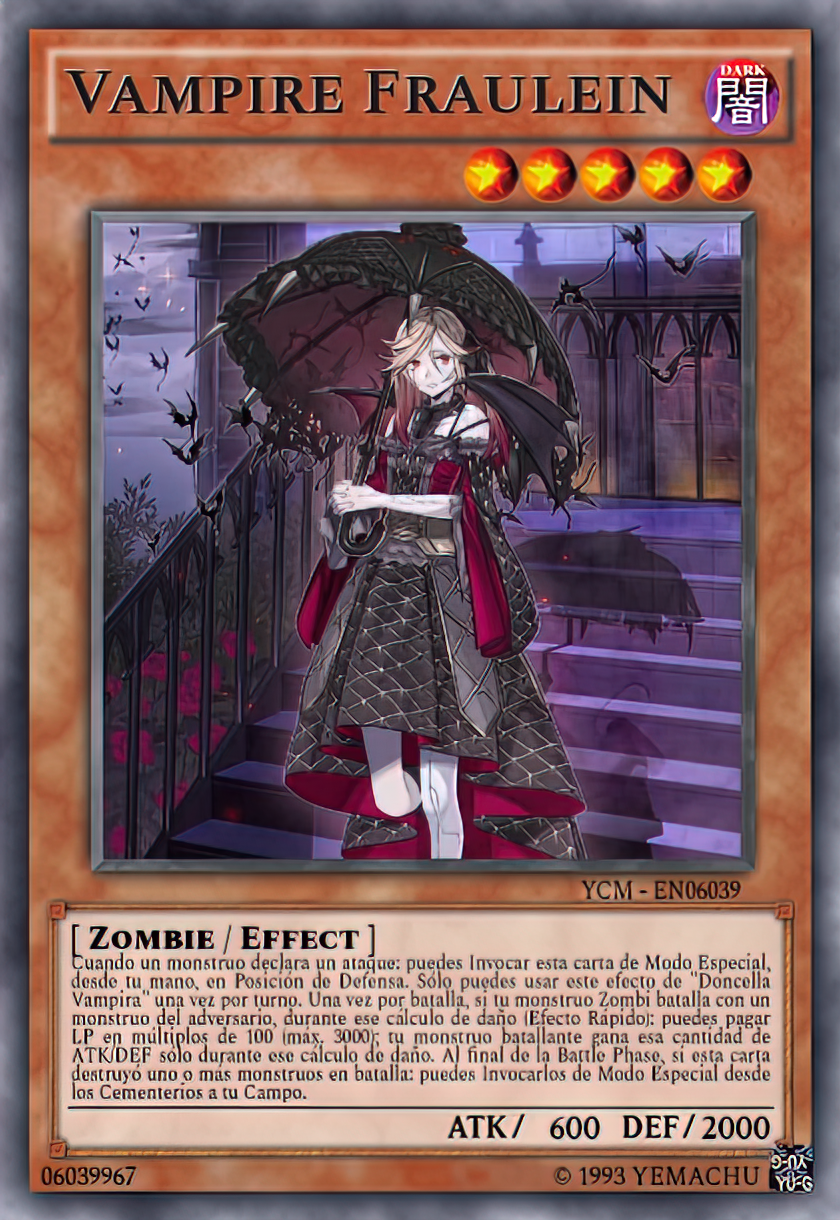 VAMPIRE FRAULEIN
DARK
闇
YCM - EN06039
[ ZOMBIE / EFFECT ]
Cuando un monstruo declara un ataque: puedes Invocar esta carta de Modo Especial,
desde tu mano, en Posición de Defensa. Sólo puedes usar este efecto de "Doncella
Vampira" una vez por turno. Una vez por batalla, si tu monstruo Zombi batalla con un
monstruo del adversario, durante ese cálculo de daño (Efecto Rápido): puedes pagar
LP en múltiplos de 100 (máx. 3000); tu monstruo batallante gana esa cantidad de
ATK/DEF sólo durante ese cálculo de daño. Al final de la Battle Phase, si esta carta
destruyó uno o más monstruos en batalla: puedes Invocarlos de Modo Especial desde
los Cementerios a tu Campo.
ATK/ 600 DEF/ 2000
06039967
© 1993 YEMACHU